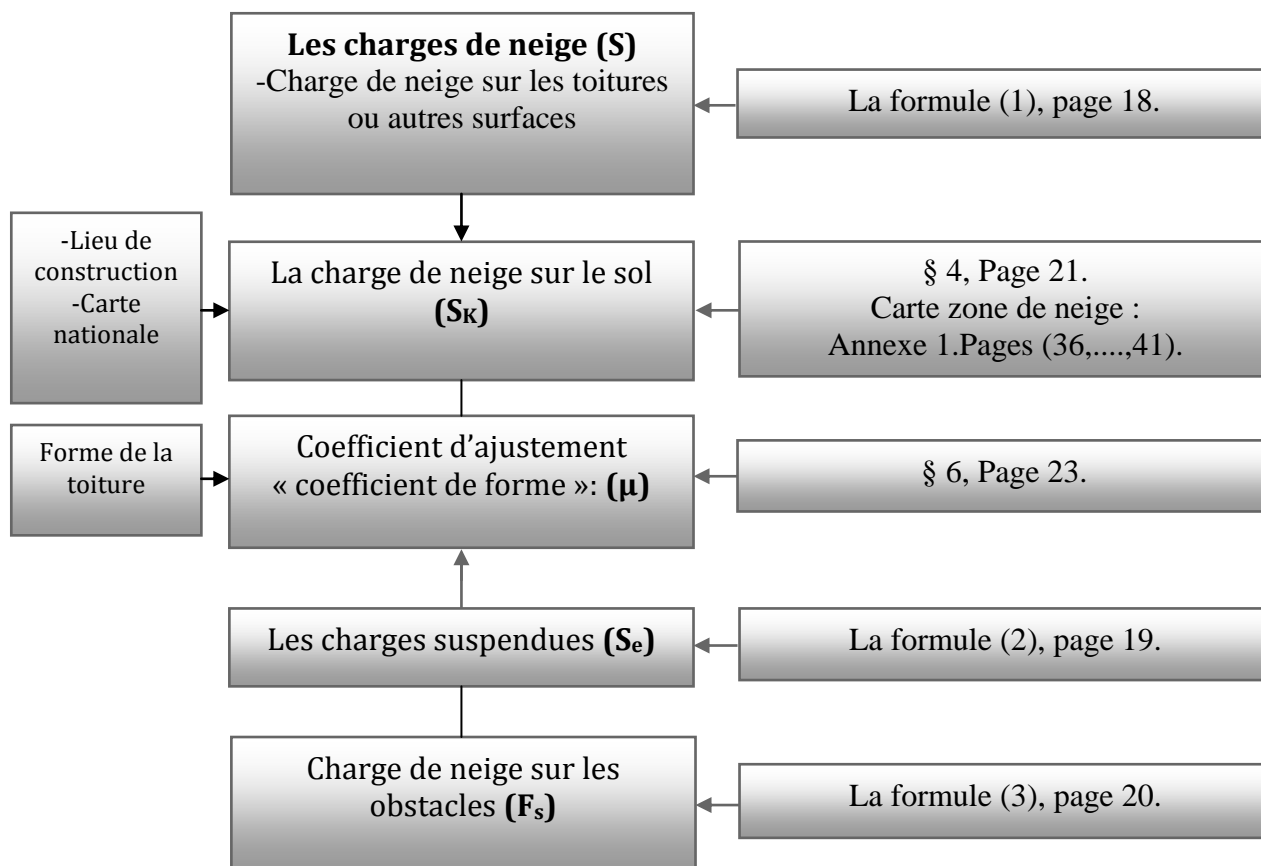 Les charges de neige (S)
-Charge de neige sur les toitures
ou autres surfaces
La formule (1), page 18.
-Lieu de
construction
-Carte
nationale
La charge de neige sur le sol
(SK)
§ 4, Page 21.
Carte zone de neige :
Annexe 1.Pages (36,....,41).
Forme de la
toiture
Coefficient d’ajustement
« coefficient de forme »: (µ)
§ 6, Page 23.
Les charges suspendues (Se)
La formule (2), page 19.
Charge de neige sur les
obstacles (Fs)
La formule (3), page 20.